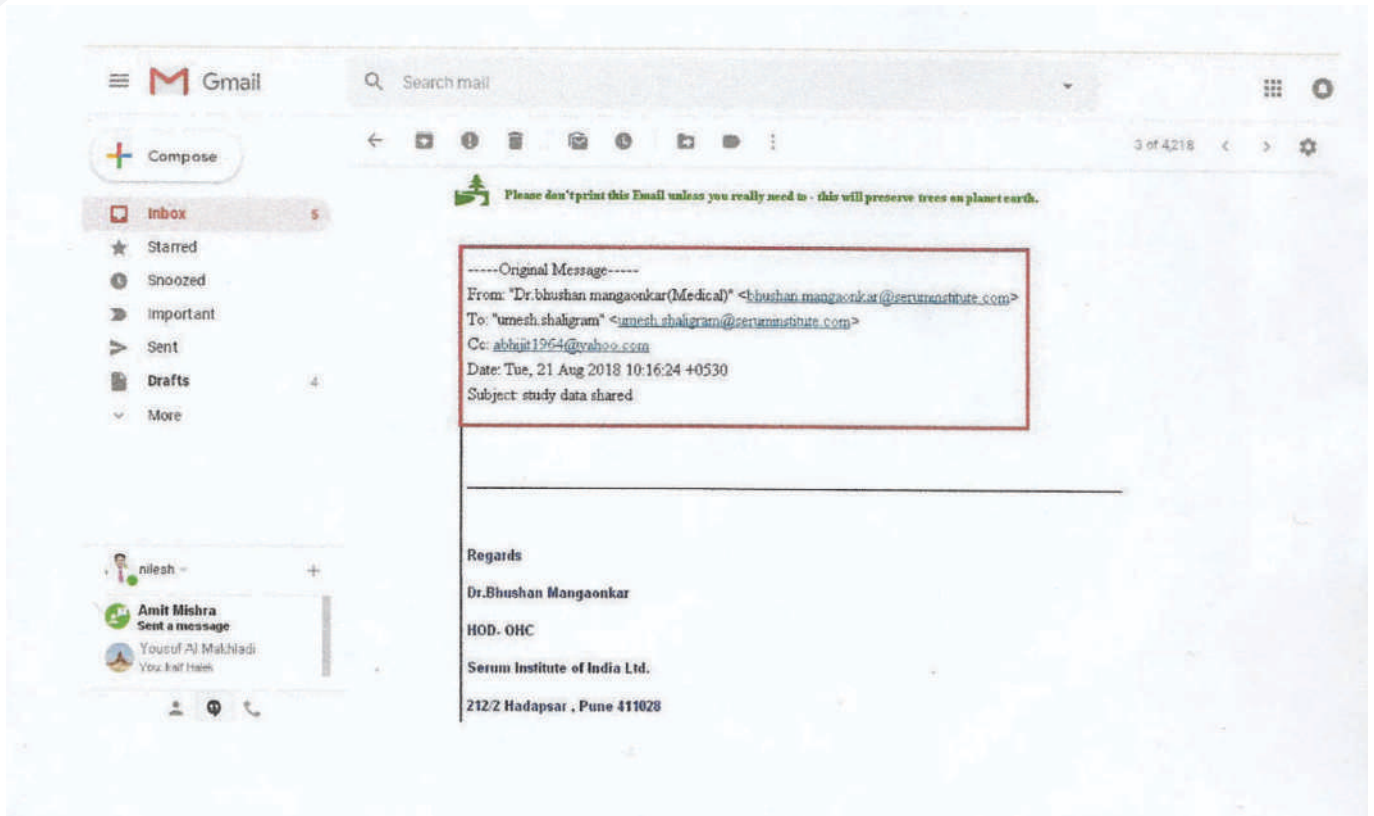 Gmail
Search mail
Compose
3 of 4,218
Please don't print this Email unless you really need to - this will preserve trees on planet earth.
Inbox 5
Starred
Snoozed
Important
Sent
Drafts 4
More
-----Original Message-----
From: "Dr.bhushan mangaonkar(Medical)" <bhushan.mangaonkar@seruminstitute.com>
To: "umesh.shaligram" <umesh.shaligram@seruminstitute.com>
Cc: abhijit1964@yahoo.com
Date: Tue, 21 Aug 2018 10:16:24 +0530
Subject: study data shared
Regards
Dr.Bhushan Mangaonkar
HOD- OHC
Serum Institute of India Ltd.
212/2 Hadapsar , Pune 411028
nilesh
Amit Mishra
Sent a message
Yousuf Al
You: